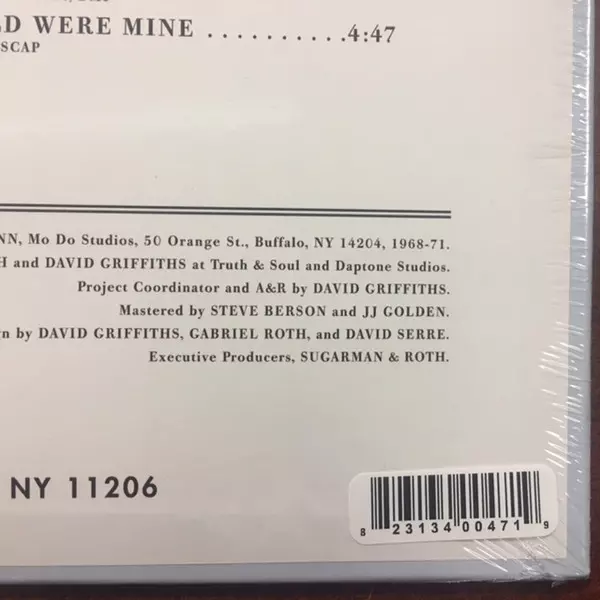 LD WERE MINE ..........4:47
SCAP
NN, Mo Do Studios, 50 Orange St., Buffalo, NY 14204, 1968-71.
H and DAVID GRIFFITHS at Truth & Soul and Daptone Studios.
Project Coordinator and A&R by DAVID GRIFFITHS.
Mastered by STEVE BERSON and JJ GOLDEN.
gn by DAVID GRIFFITHS, GABRIEL ROTH, and DAVID SERRE.
Executive Producers, SUGARMAN & ROTH.
NY 11206
8 23134 00471 9